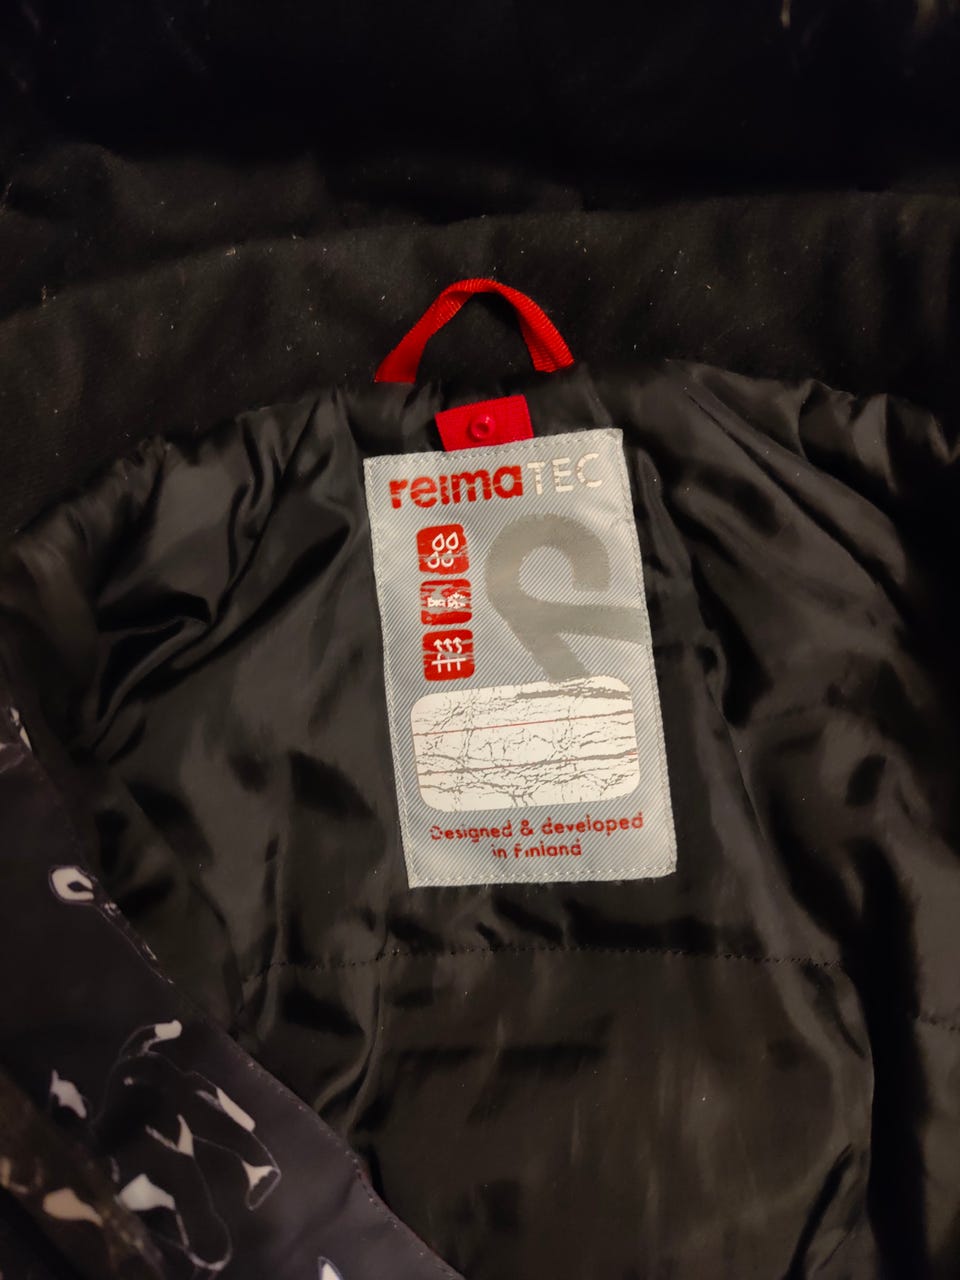 reimaTEC
Designed & developed
in Finland